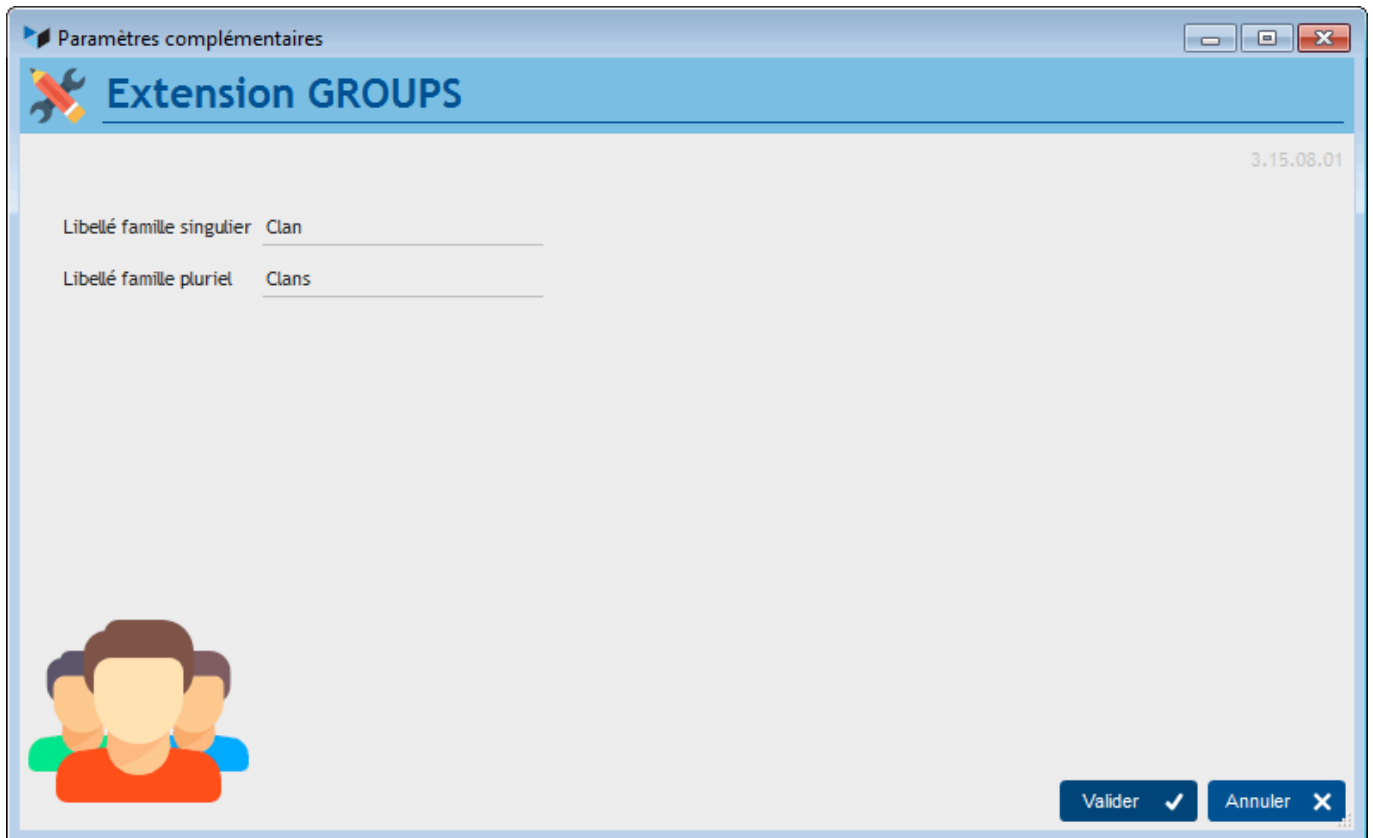 Paramètres complémentaires
Extension GROUPS
3.15.08.01
Libellé famille singulier Clan
Libellé famille pluriel Clans
Valider Annuler